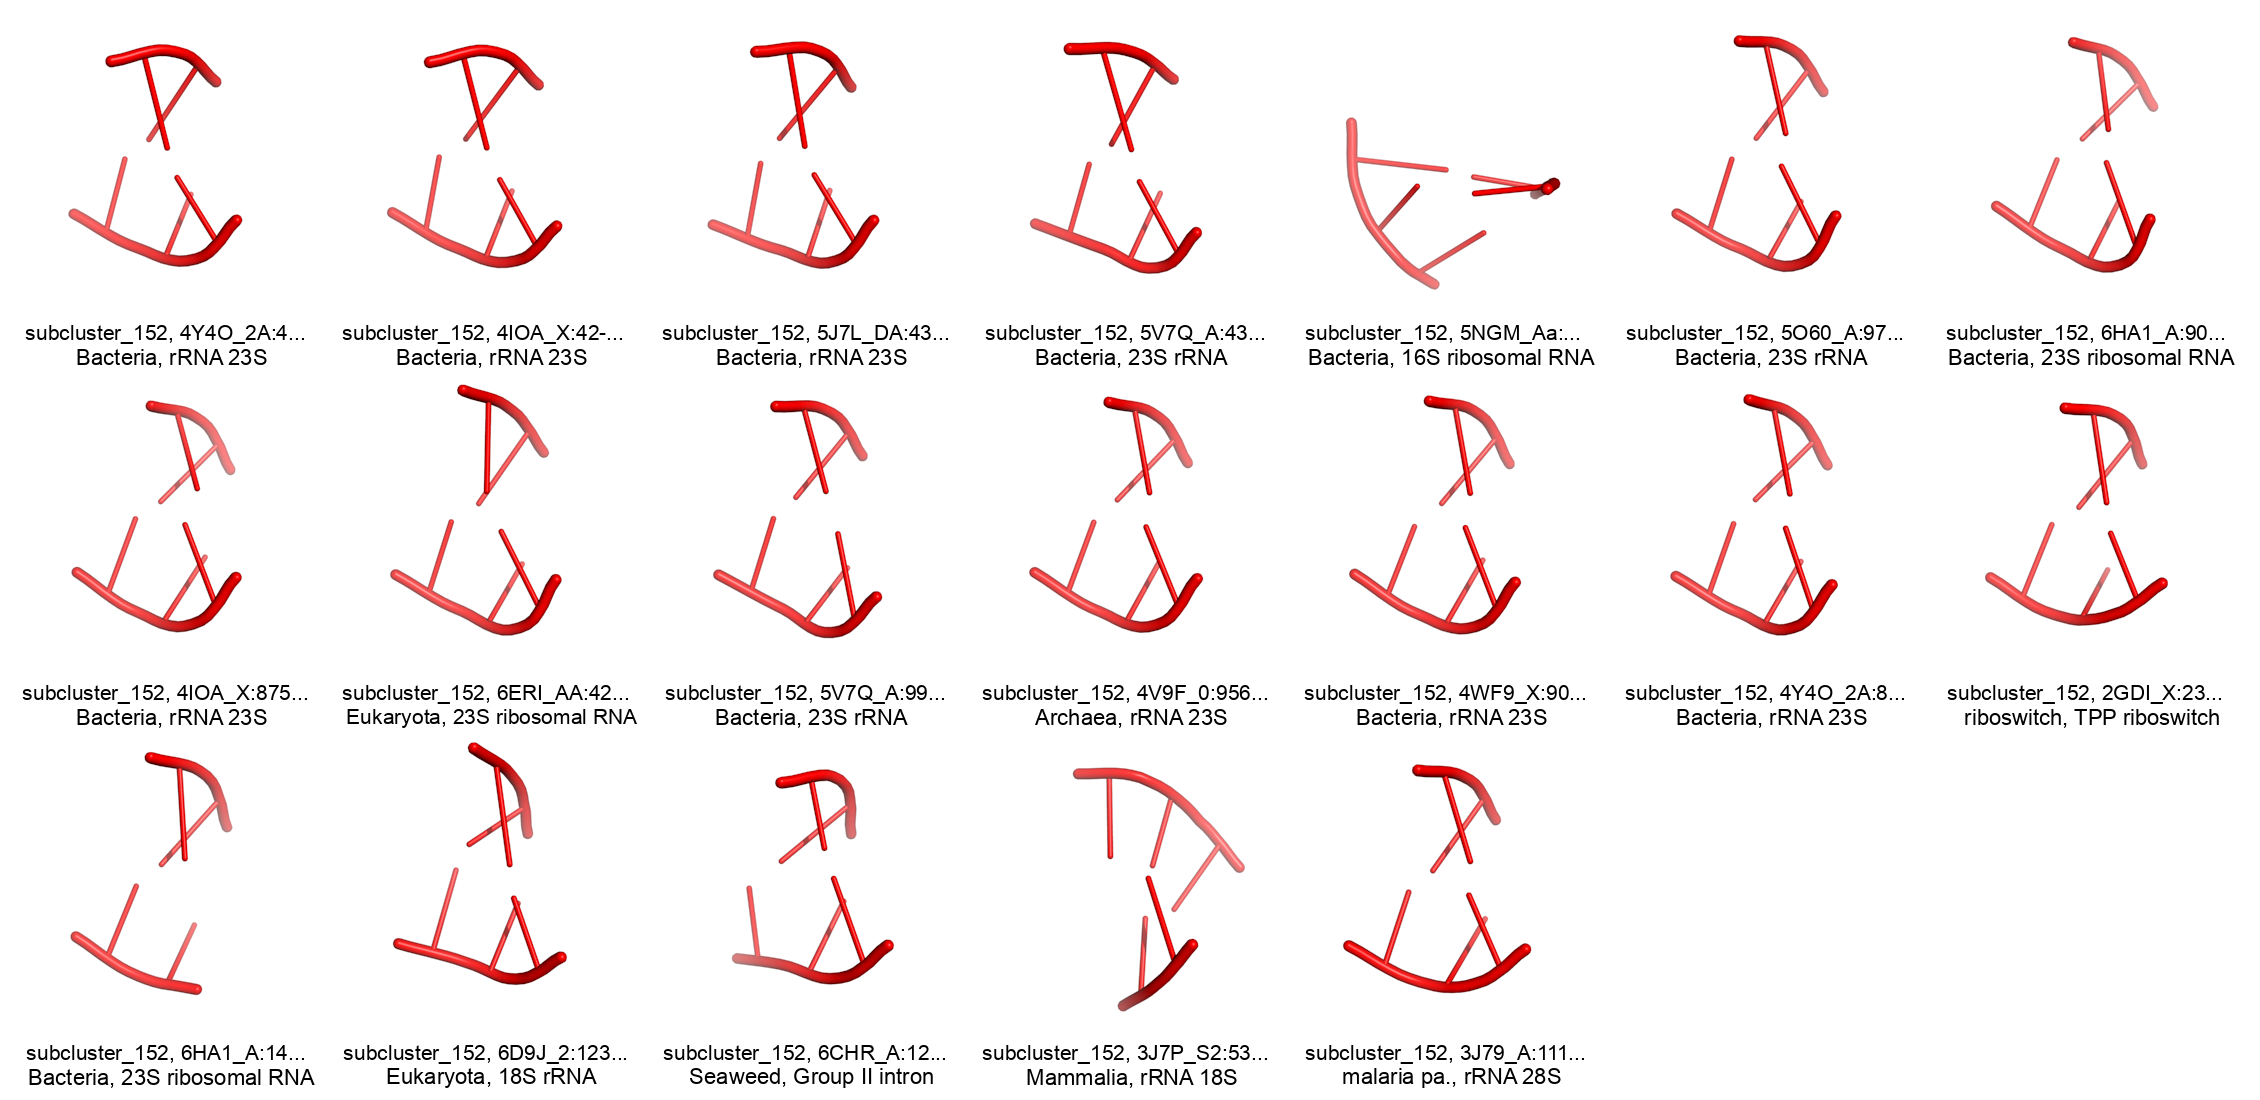 subcluster_152, 4Y4O_2A:4...
Bacteria, rRNA 23S
subcluster_152, 4IOA_X:42-...
Bacteria, rRNA 23S
subcluster_152, 5J7L_DA:43...
Bacteria, rRNA 23S
subcluster_152, 5V7Q_A:43...
Bacteria, 23S rRNA
subcluster_152, 5NGM_Aa:...
Bacteria, 16S ribosomal RNA
subcluster_152, 5O60_A:97...
Bacteria, 23S rRNA
subcluster_152, 6HA1_A:90...
Bacteria, 23S ribosomal RNA
subcluster_152, 4IOA_X:875...
Bacteria, rRNA 23S
subcluster_152, 6ERI_AA:42...
Eukaryota, 23S ribosomal RNA
subcluster_152, 5V7Q_A:99...
Bacteria, 23S rRNA
subcluster_152, 4V9F_0:956...
Archaea, rRNA 23S
subcluster_152, 4WF9_X:90...
Bacteria, rRNA 23S
subcluster_152, 4Y4O_2A:8...
Bacteria, rRNA 23S
subcluster_152, 2GDI_X:23...
riboswitch, TPP riboswitch
subcluster_152, 6HA1_A:14...
Bacteria, 23S ribosomal RNA
subcluster_152, 6D9J_2:123...
Eukaryota, 18S rRNA
subcluster_152, 6CHR_A:12...
Seaweed, Group II intron
subcluster_152, 3J7P_S2:53...
Mammalia, rRNA 18S
subcluster_152, 3J79_A:111...
malaria pa., rRNA 28S